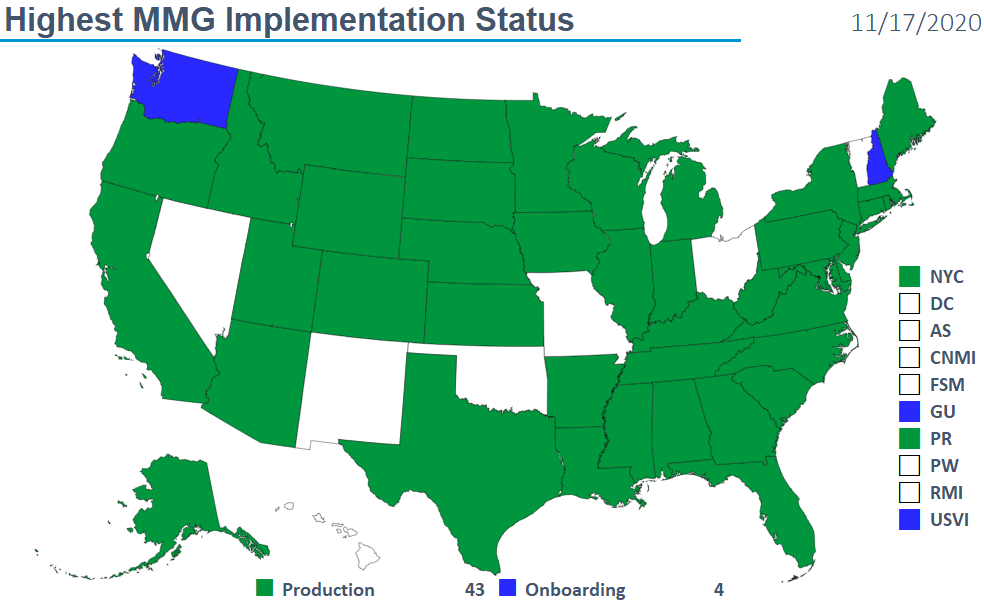 Highest MMG Implementation Status
11/17/2020
NYC
DC
AS
CNMI
FSM
GU
PR
PW
RMI
USVI
Production 43 Onboarding 4